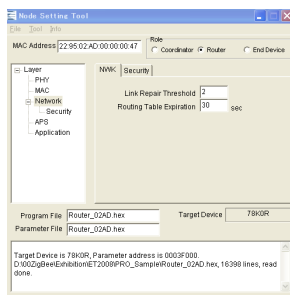 Node Setting Tool
File Tool Info
MAC Address 22:95:02:AD:00:00:00:47
Role
Coordinator Router End Device
Layer
PHY
MAC
Network
Security
APS
Application
NWK Security
Link Repair Threshold 2
Routing Table Expiration 30 sec
Program File Router_02AD.hex
Target Device 78K0R
Parameter File Router_02AD.hex
Target Device is 78K0R, Parameter address is 0003F000.
D:\00ZigBee\Exhibition\ET2008\PRO_Sample\Router_02AD.hex, 16398 lines, read
done.